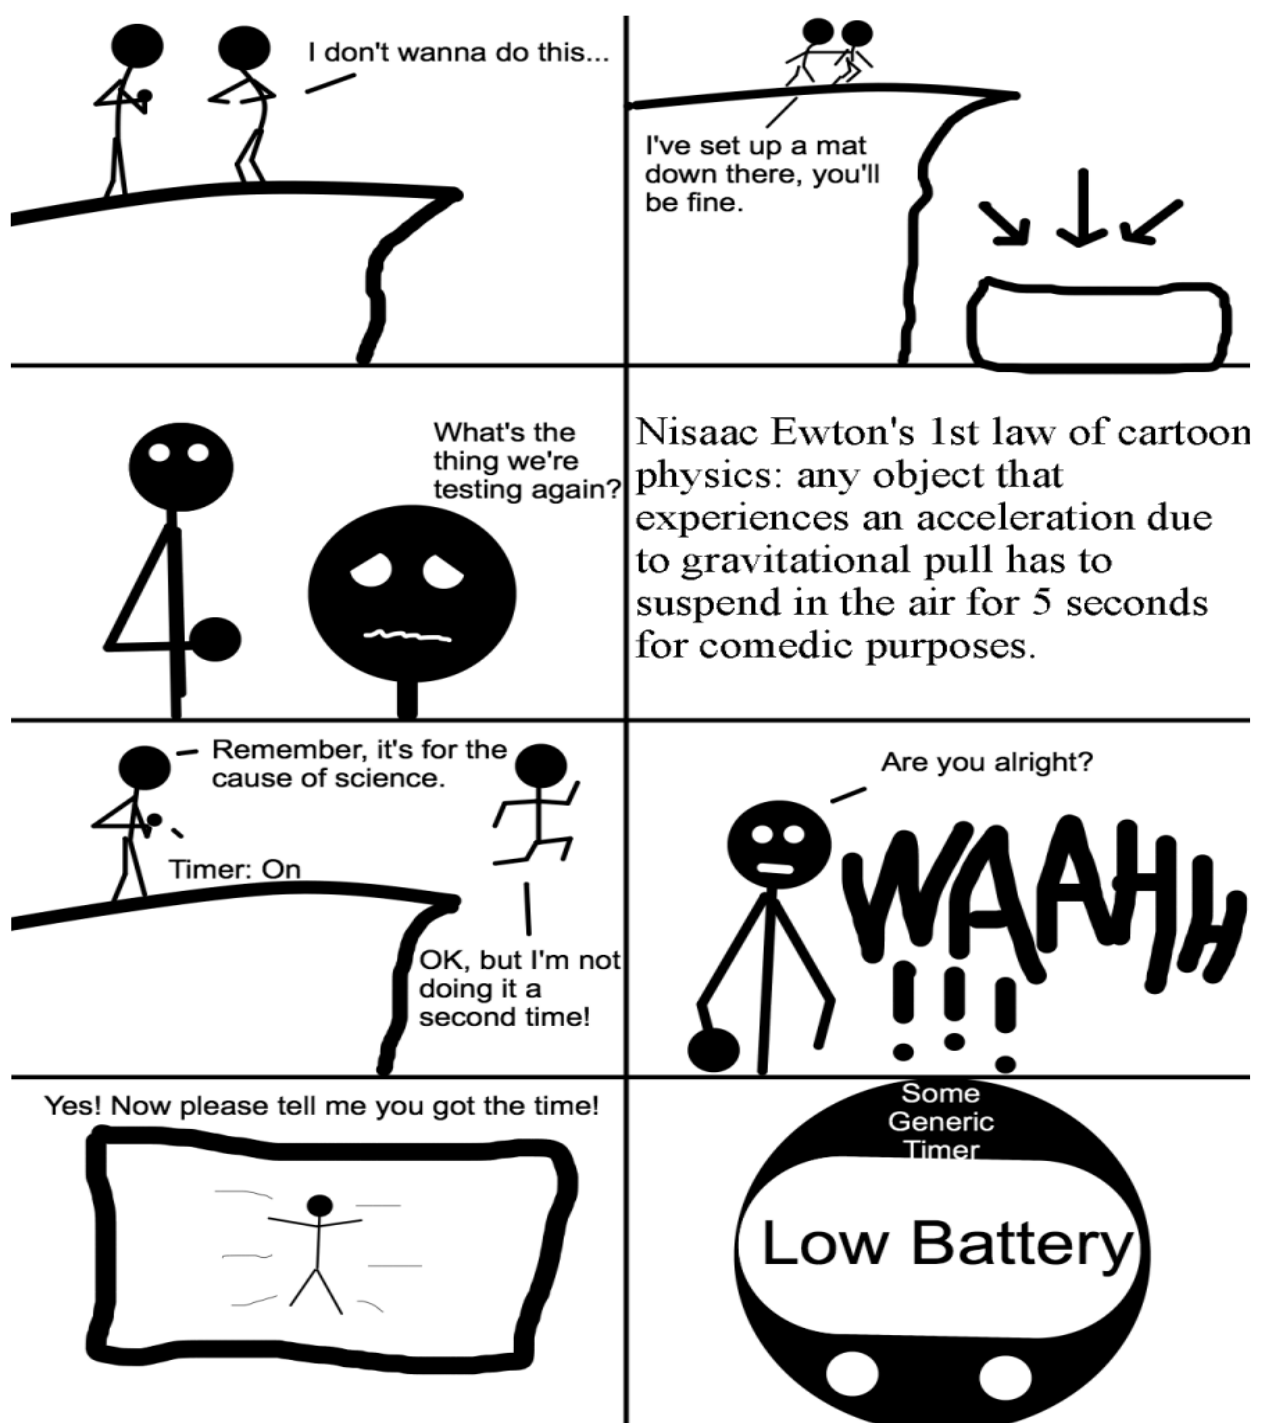 I don't wanna do this...
I've set up a mat
down there, you'll
be fine.
What's the
thing we're
testing again?
Nisaac Ewton's 1st law of cartoon
physics: any object that
experiences an acceleration due
to gravitational pull has to
suspend in the air for 5 seconds
for comedic purposes.
Remember, it's for the
cause of science.
Timer: On
OK, but I'm not
doing it a
second time!
Are you alright?
WAAHHH
!!!
Yes! Now please tell me you got the time!
Some
Generic
Timer
Low Battery